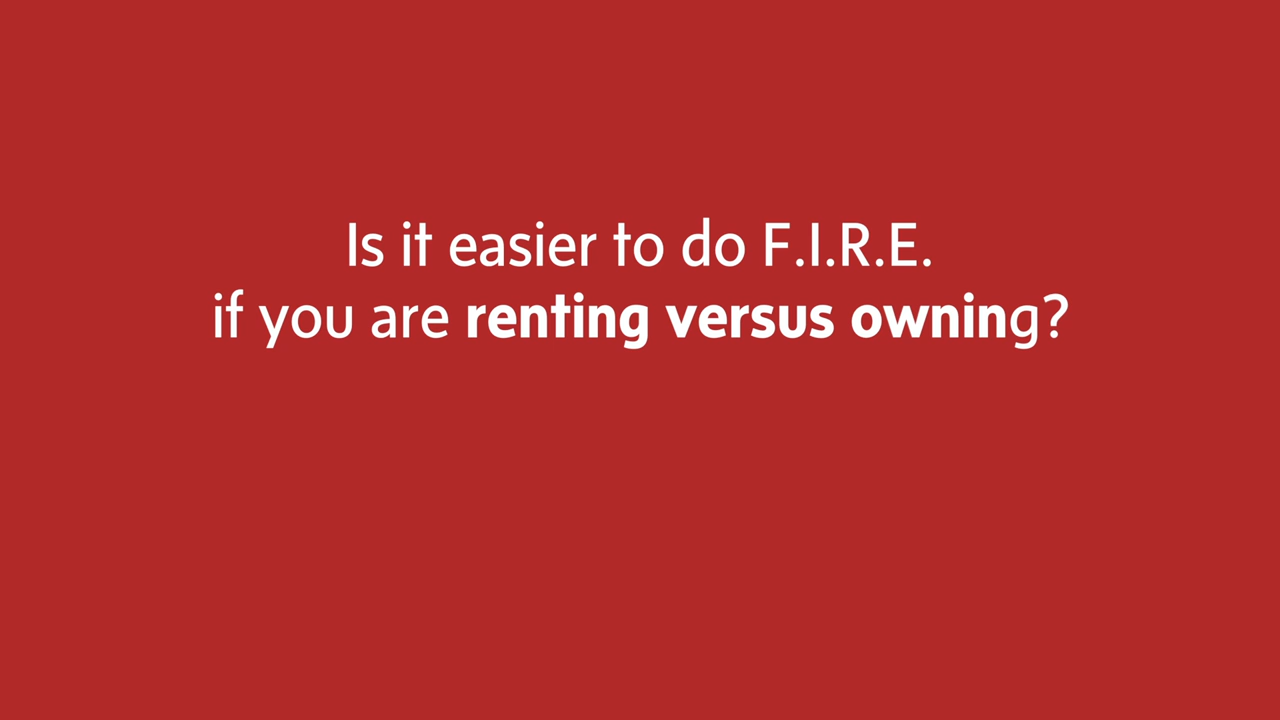 Is it easier to do F.I.R.E.
if you are renting versus owning?